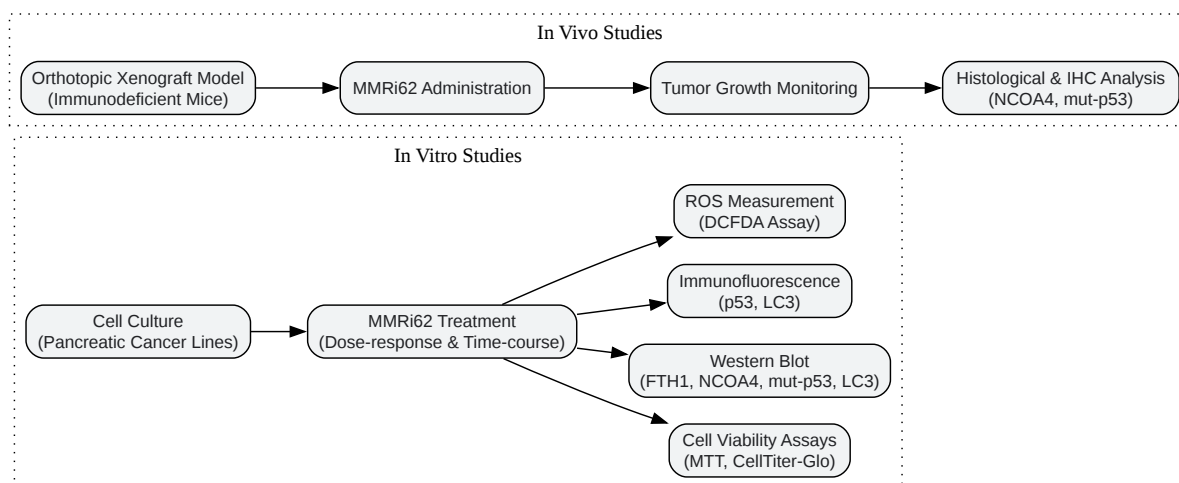 In Vivo Studies
Orthotopic Xenograft Model
(Immunodeficient Mice)
MMRi62 Administration
Tumor Growth Monitoring
Histological & IHC Analysis
(NCOA4, mut-p53)
In Vitro Studies
Cell Culture
(Pancreatic Cancer Lines)
MMRi62 Treatment
(Dose-response & Time-course)
ROS Measurement
(DCFDA Assay)
Immunofluorescence
(p53, LC3)
Western Blot
(FTH1, NCOA4, mut-p53, LC3)
Cell Viability Assays
(MTT, CellTiter-Glo)